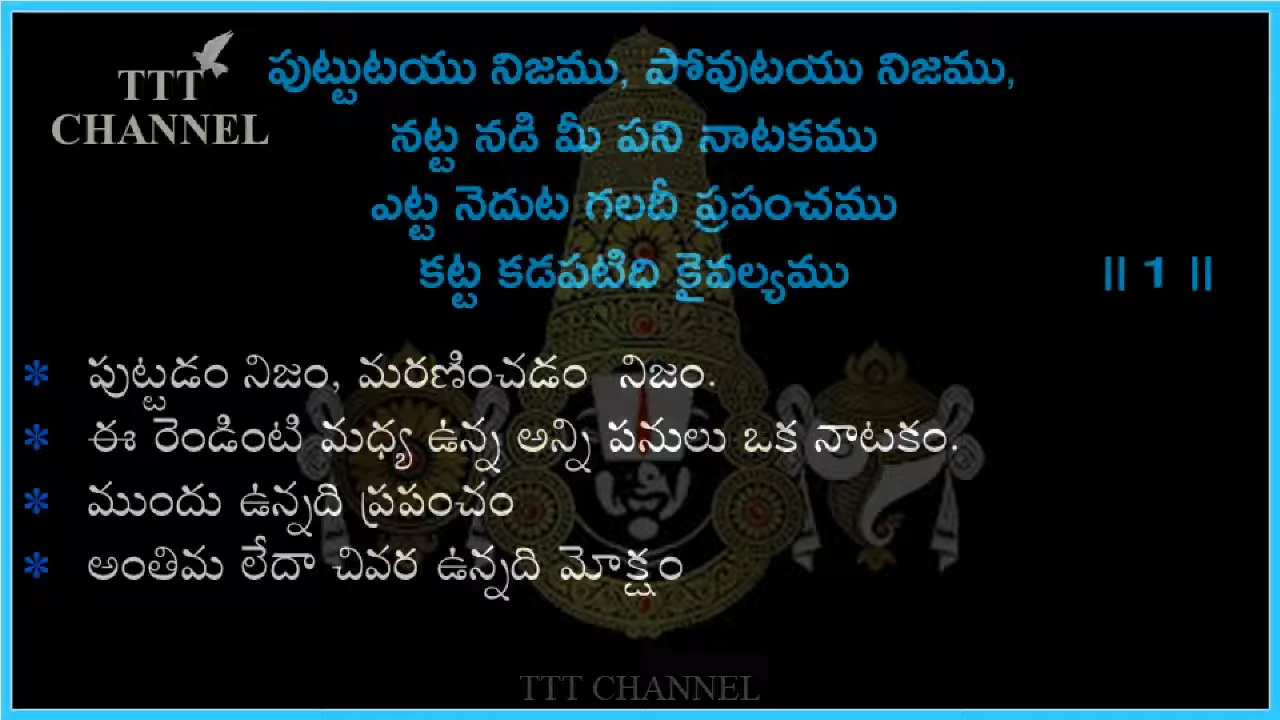 TTT
CHANNEL
పుట్టుటయు నిజము, పోవుటయు నిజము,
నట్ట నడి మీ పని నాటకము
ఎట్ట నెదుట గలదీ ప్రపంచము
కట్ట కడపటిది కైవల్యము || 1 ||
* పుట్టడం నిజం, మరణించడం నిజం.
* ఈ రెండింటి మధ్య ఉన్న అన్ని పనులు ఒక నాటకం.
* ముందు ఉన్నది ప్రపంచం
* అంతిమ లేదా చివర ఉన్నది మోక్షం
TTT CHANNEL